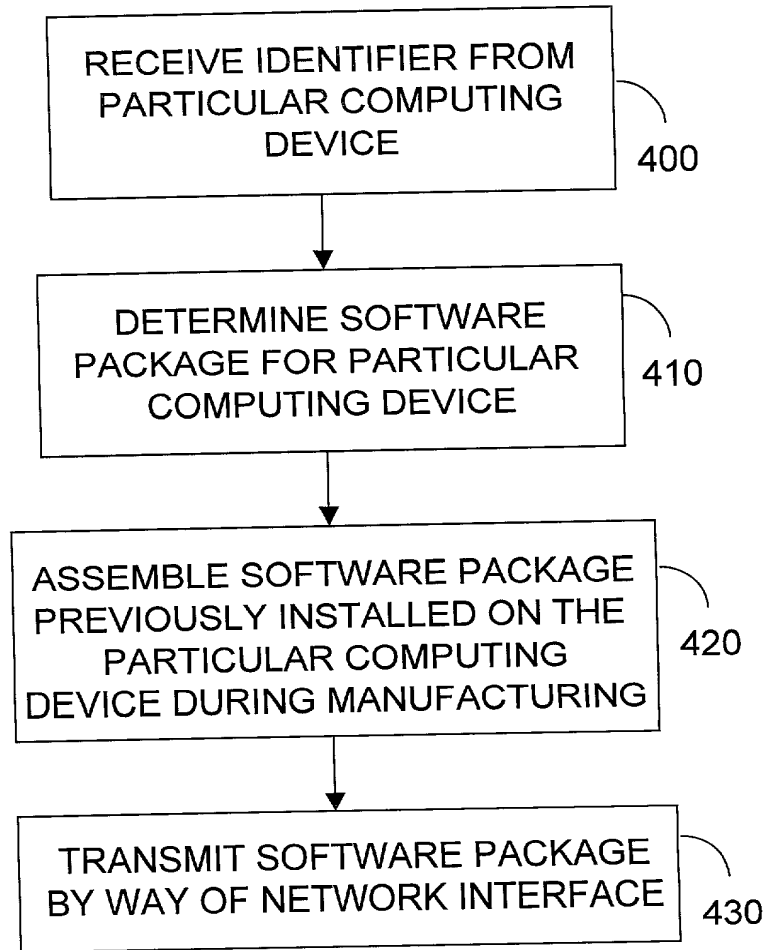 RECEIVE IDENTIFIER FROM
PARTICULAR COMPUTING
DEVICE
400
DETERMINE SOFTWARE
PACKAGE FOR PARTICULAR
COMPUTING DEVICE
410
ASSEMBLE SOFTWARE PACKAGE
PREVIOUSLY INSTALLED ON THE
PARTICULAR COMPUTING
DEVICE DURING MANUFACTURING
420
TRANSMIT SOFTWARE PACKAGE
BY WAY OF NETWORK INTERFACE
430